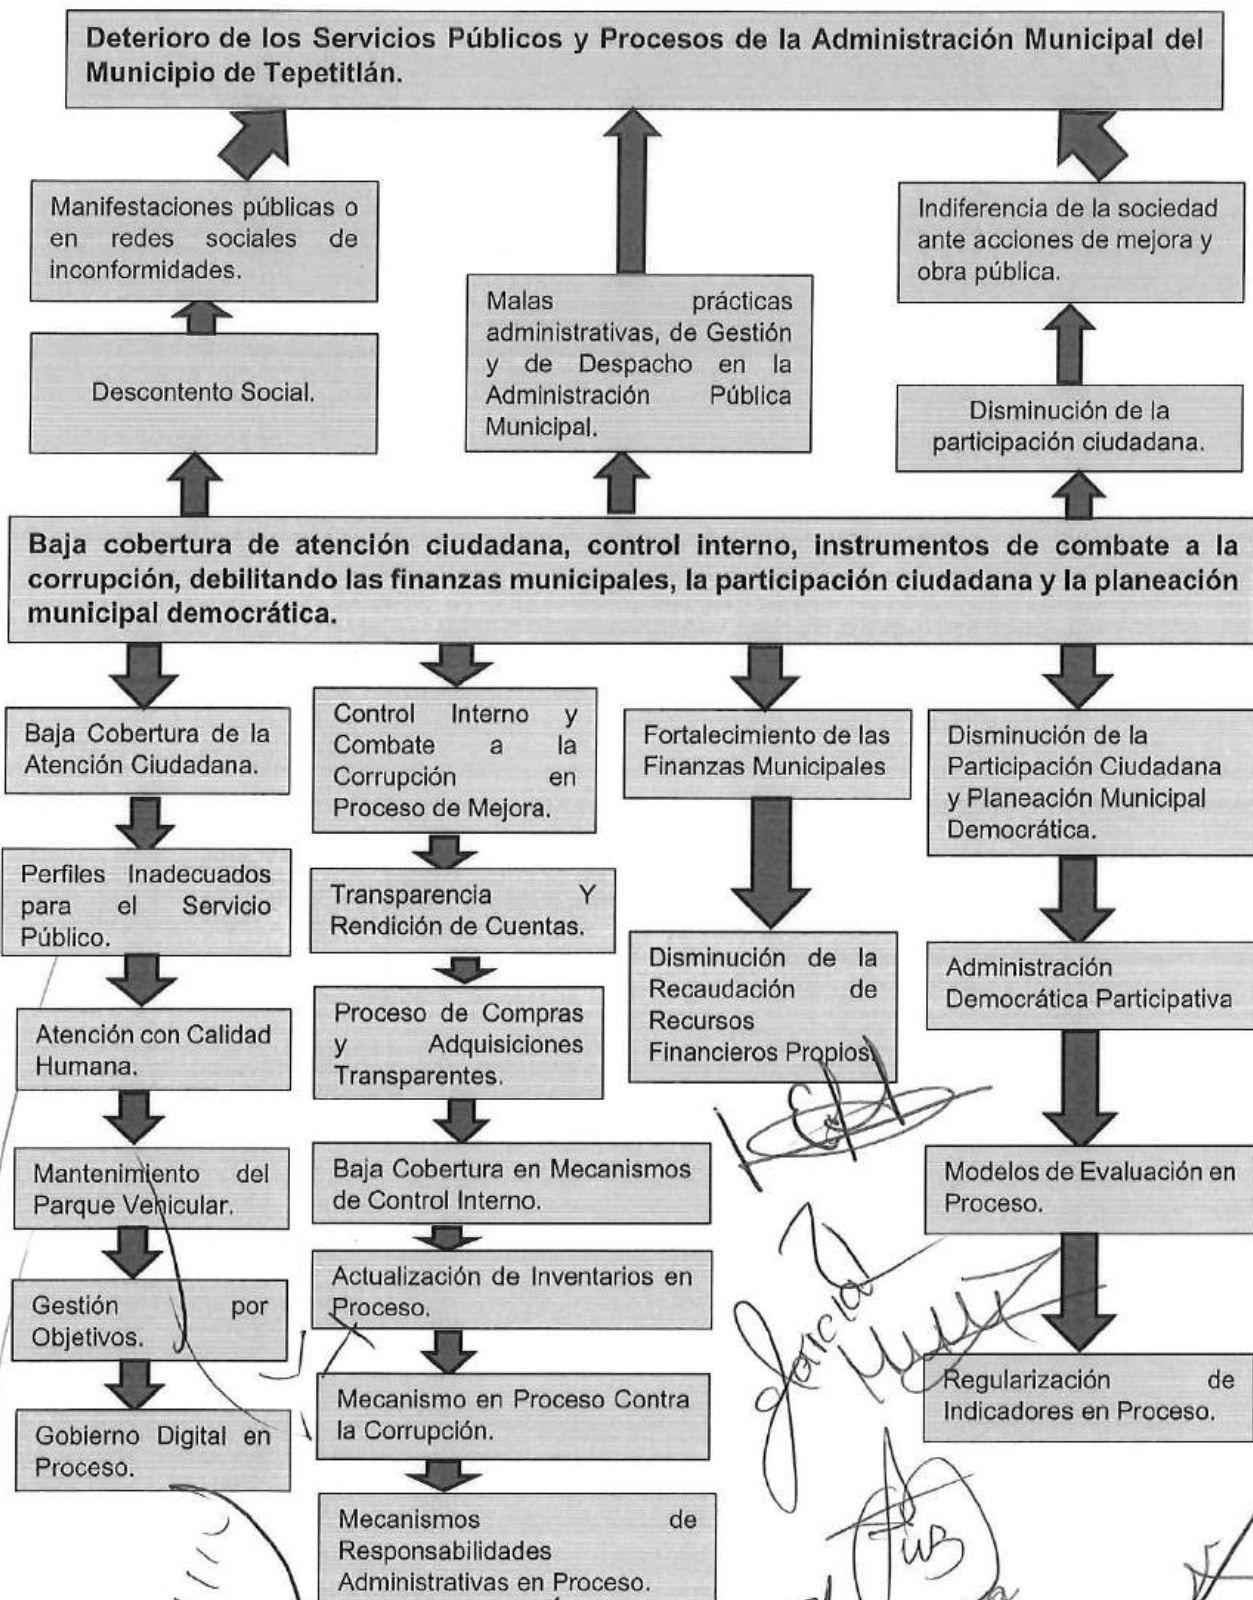 Deterioro de los Servicios Públicos y Procesos de la Administración Municipal del
Municipio de Tepetitlán.
Manifestaciones públicas o
en redes sociales de
inconformidades.
Descontento Social.
Malas prácticas
administrativas, de Gestión
y de Despacho en la
Administración Pública
Municipal.
Indiferencia de la sociedad
ante acciones de mejora y
obra pública.
Disminución de la
participación ciudadana.
Baja cobertura de atención ciudadana, control interno, instrumentos de combate a la
corrupción, debilitando las finanzas municipales, la participación ciudadana y la planeación
municipal democrática.
Baja Cobertura de la
Atención Ciudadana.
Perfiles Inadecuados
para el Servicio
Público.
Atención con Calidad
Humana.
Mantenimiento del
Parque Vehicular.
Gestión por
Objetivos.
Gobierno Digital en
Proceso.
Control Interno y
Combate a la
Corrupción en
Proceso de Mejora.
Transparencia Y
Rendición de Cuentas.
Proceso de Compras
y Adquisiciones
Transparentes.
Baja Cobertura en Mecanismos
de Control Interno.
Actualización de Inventarios en
Proceso.
Mecanismo en Proceso Contra
la Corrupción.
Mecanismos de
Responsabilidades
Administrativas en Proceso.
Fortalecimiento de las
Finanzas Municipales
Disminución de la
Recaudación de
Recursos
Financieros Propios.
Disminución de la
Participación Ciudadana
y Planeación Municipal
Democrática.
Administración
Democrática Participativa
Modelos de Evaluación en
Proceso.
Regularización de
Indicadores en Proceso.